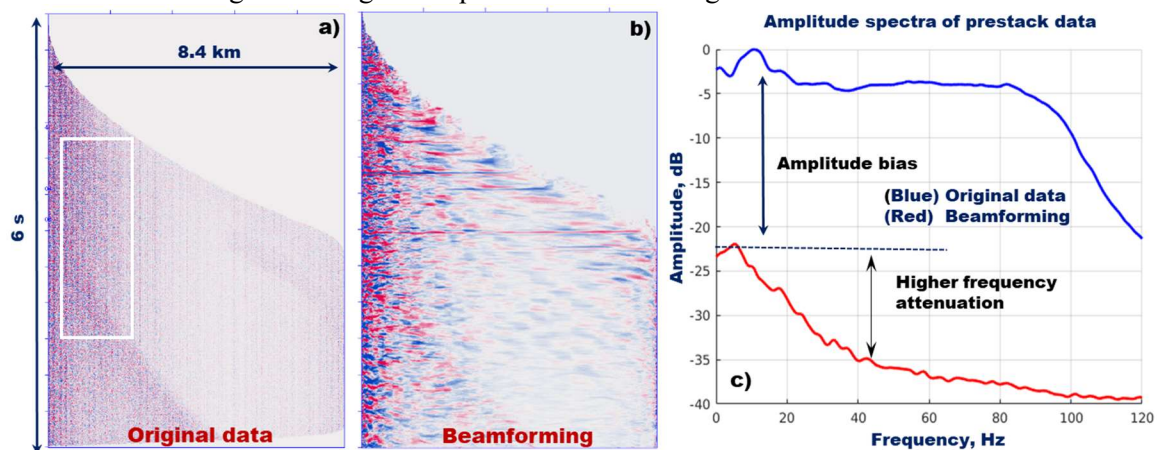 a)
8.4 km
6 s
Original data
b)
Beamforming
Amplitude spectra of prestack data
0
-5
-10
-15
-20
-25
-30
-35
-40
Amplitude, dB
Amplitude bias
(Blue) Original data
(Red) Beamforming
Higher frequency
attenuation
c)
0 20 40 60 80 100 120
Frequency, Hz